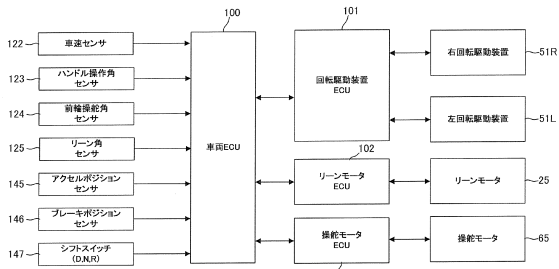 100
101
122
車速センサ
123
ハンドル操作角
センサ
124
前輪操舵角
センサ
125
リーン角
センサ
145
アクセルポジション
センサ
146
ブレーキポジション
センサ
147
シフトスイッチ
(D,N,R)
車両ECU
回転駆動装置
ECU
右回転駆動装置
51R
左回転駆動装置
51L
102
リーンモータ
ECU
リーンモータ
25
操舵モータ
ECU
操舵モータ
65